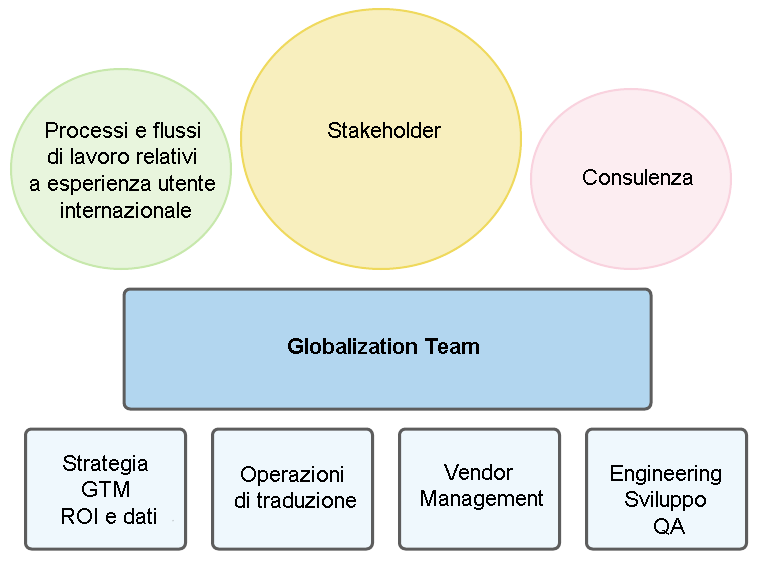 Processi e flussi
di lavoro relativi
a esperienza utente
internazionale
Stakeholder
Consulenza
Globalization Team
Strategia
GTM
ROI e dati
Operazioni
di traduzione
Vendor
Management
Engineering
Sviluppo
QA